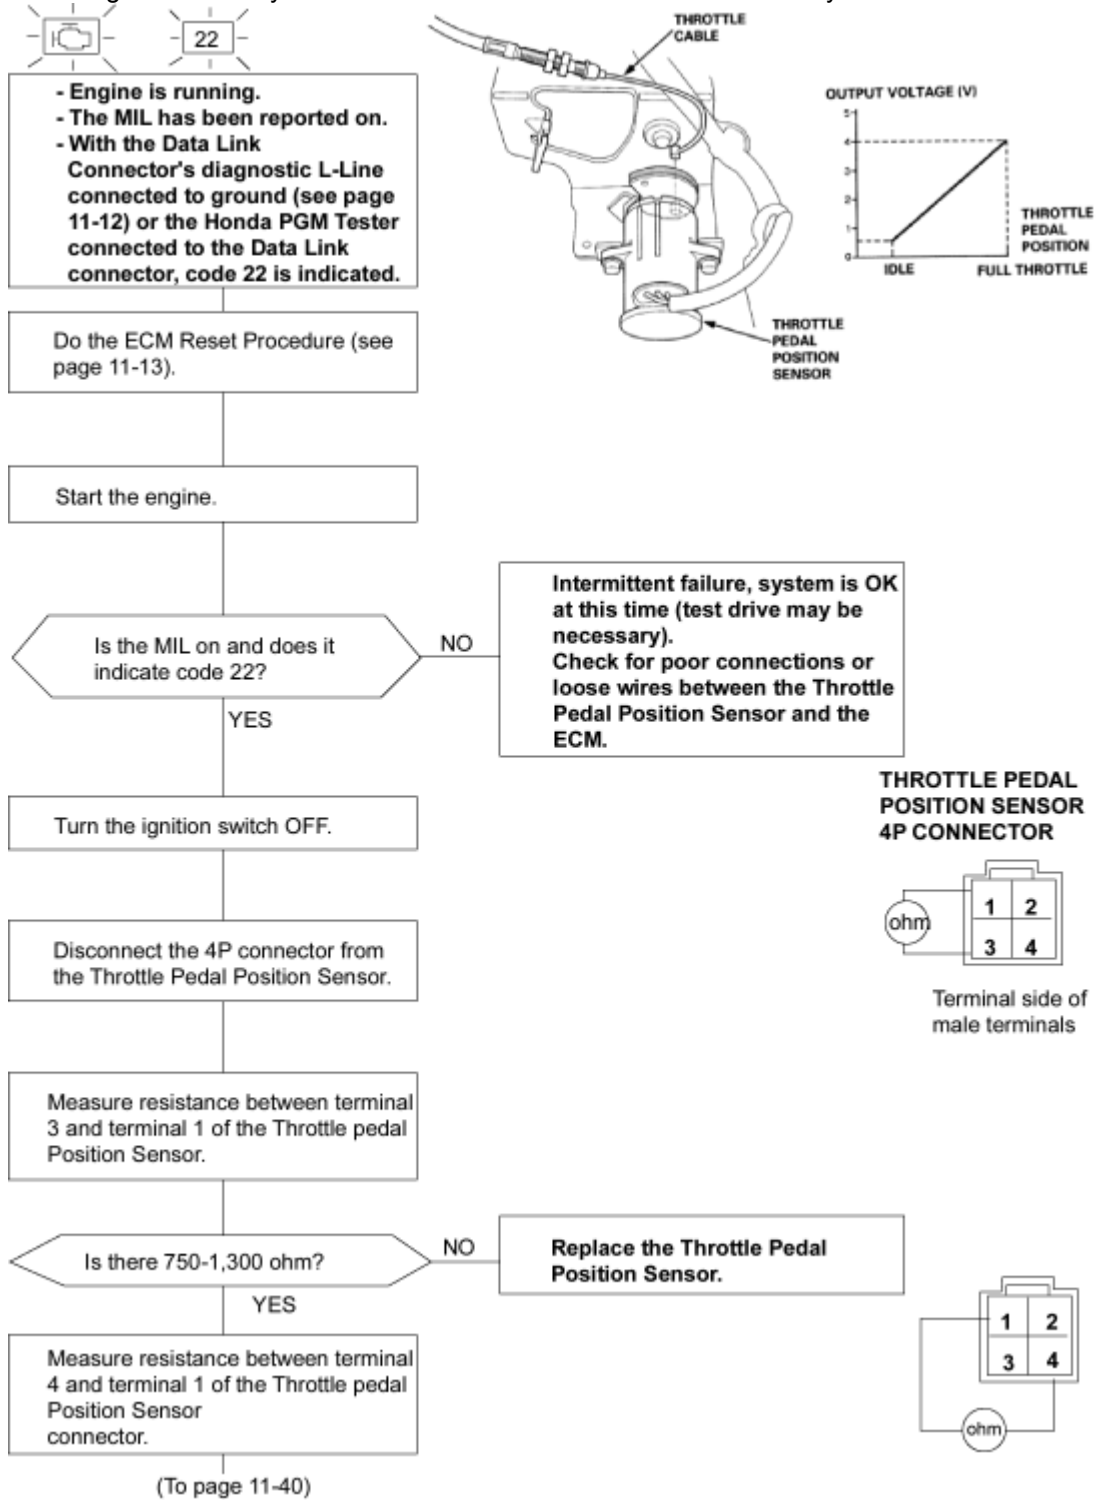 22
- Engine is running.
- The MIL has been reported on.
- With the Data Link
Connector's diagnostic L-Line
connected to ground (see page
11-12) or the Honda PGM Tester
connected to the Data Link
connector, code 22 is indicated.
THROTTLE
CABLE
THROTTLE
PEDAL
POSITION
SENSOR
OUTPUT VOLTAGE (V)
5
4
3
2
1
0
IDLE
FULL THROTTLE
THROTTLE
PEDAL
POSITION
Do the ECM Reset Procedure (see
page 11-13).
Start the engine.
Is the MIL on and does it
indicate code 22?
NO
Intermittent failure, system is OK
at this time (test drive may be
necessary).
Check for poor connections or
loose wires between the Throttle
Pedal Position Sensor and the
ECM.
YES
Turn the ignition switch OFF.
THROTTLE PEDAL
POSITION SENSOR
4P CONNECTOR
1 2
ohm
3 4
Terminal side of
male terminals
Disconnect the 4P connector from
the Throttle Pedal Position Sensor.
Measure resistance between terminal
3 and terminal 1 of the Throttle pedal
Position Sensor.
Is there 750-1,300 ohm?
NO
Replace the Throttle Pedal
Position Sensor.
YES
Measure resistance between terminal
4 and terminal 1 of the Throttle pedal
Position Sensor
connector.
1 2
3 4
ohm
(To page 11-40)